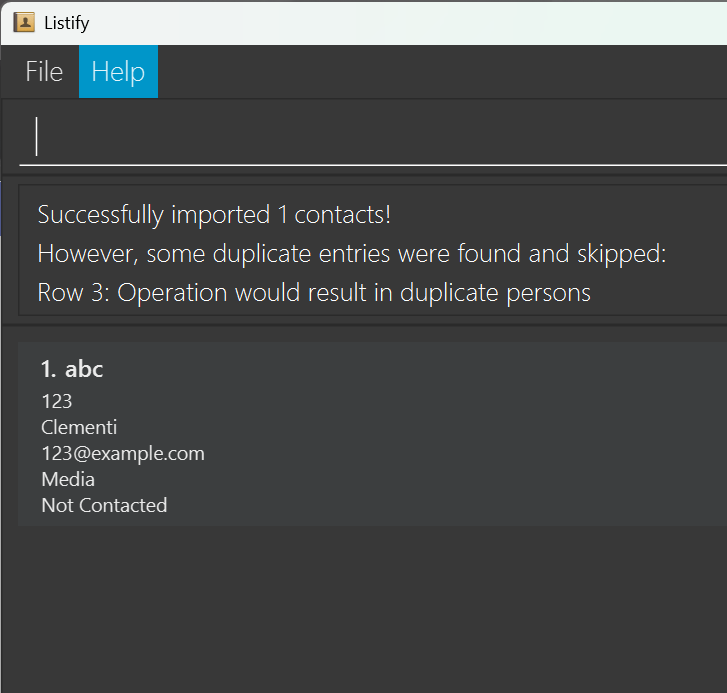 Listify
File Help
Successfully imported 1 contacts!
However, some duplicate entries were found and skipped:
Row 3: Operation would result in duplicate persons
1. abc
123
Clementi
123@example.com
Media
Not Contacted